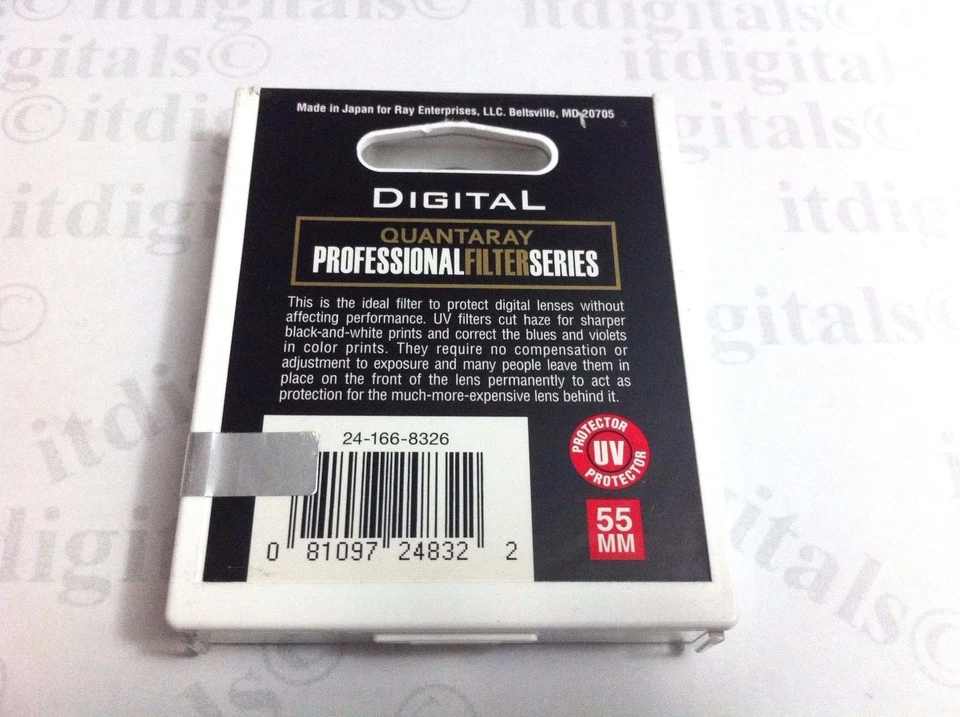 itdigitals©
itdigitals©
digitals©
itdigitals©
Made in Japan for Ray Enterprises, LLC. Beltsville, MD 20705
DIGITAL
QUANTARAY
PROFESSIONALFILTERSERIES
This is the ideal filter to protect digital lenses without
affecting performance. UV filters cut haze for sharper
black-and-white prints and correct the blues and violets
in color prints. They require no compensation or
adjustment to exposure and many people leave them in
place on the front of the lens permanently to act as
protection for the much-more-expensive lens behind it.
24-166-8326
0 81097 24832 2
PROTECTOR
UV
PROTECTOR
55
MM